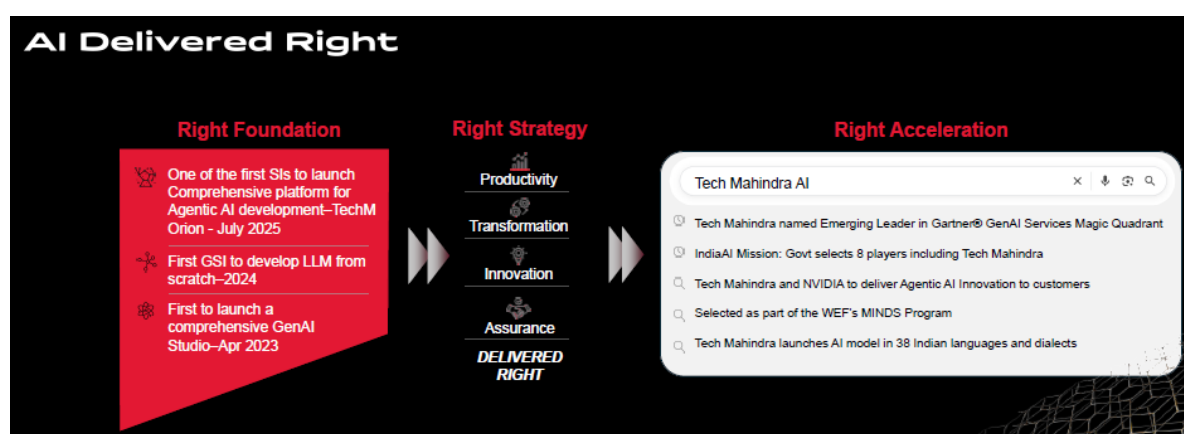 AI Delivered Right
Right Foundation
One of the first SIs to launch
Comprehensive platform for
Agentic AI development–TechM
Orion - July 2025
First GSI to develop LLM from
scratch–2024
First to launch a
comprehensive GenAI
Studio–Apr 2023
Right Strategy
Productivity
Transformation
Innovation
Assurance
DELIVERED
RIGHT
Right Acceleration
Tech Mahindra AI
Tech Mahindra named Emerging Leader in Gartner® GenAI Services Magic Quadrant
IndiaAI Mission: Govt selects 8 players including Tech Mahindra
Tech Mahindra and NVIDIA to deliver Agentic AI Innovation to customers
Selected as part of the WEF's MINDS Program
Tech Mahindra launches AI model in 38 Indian languages and dialects